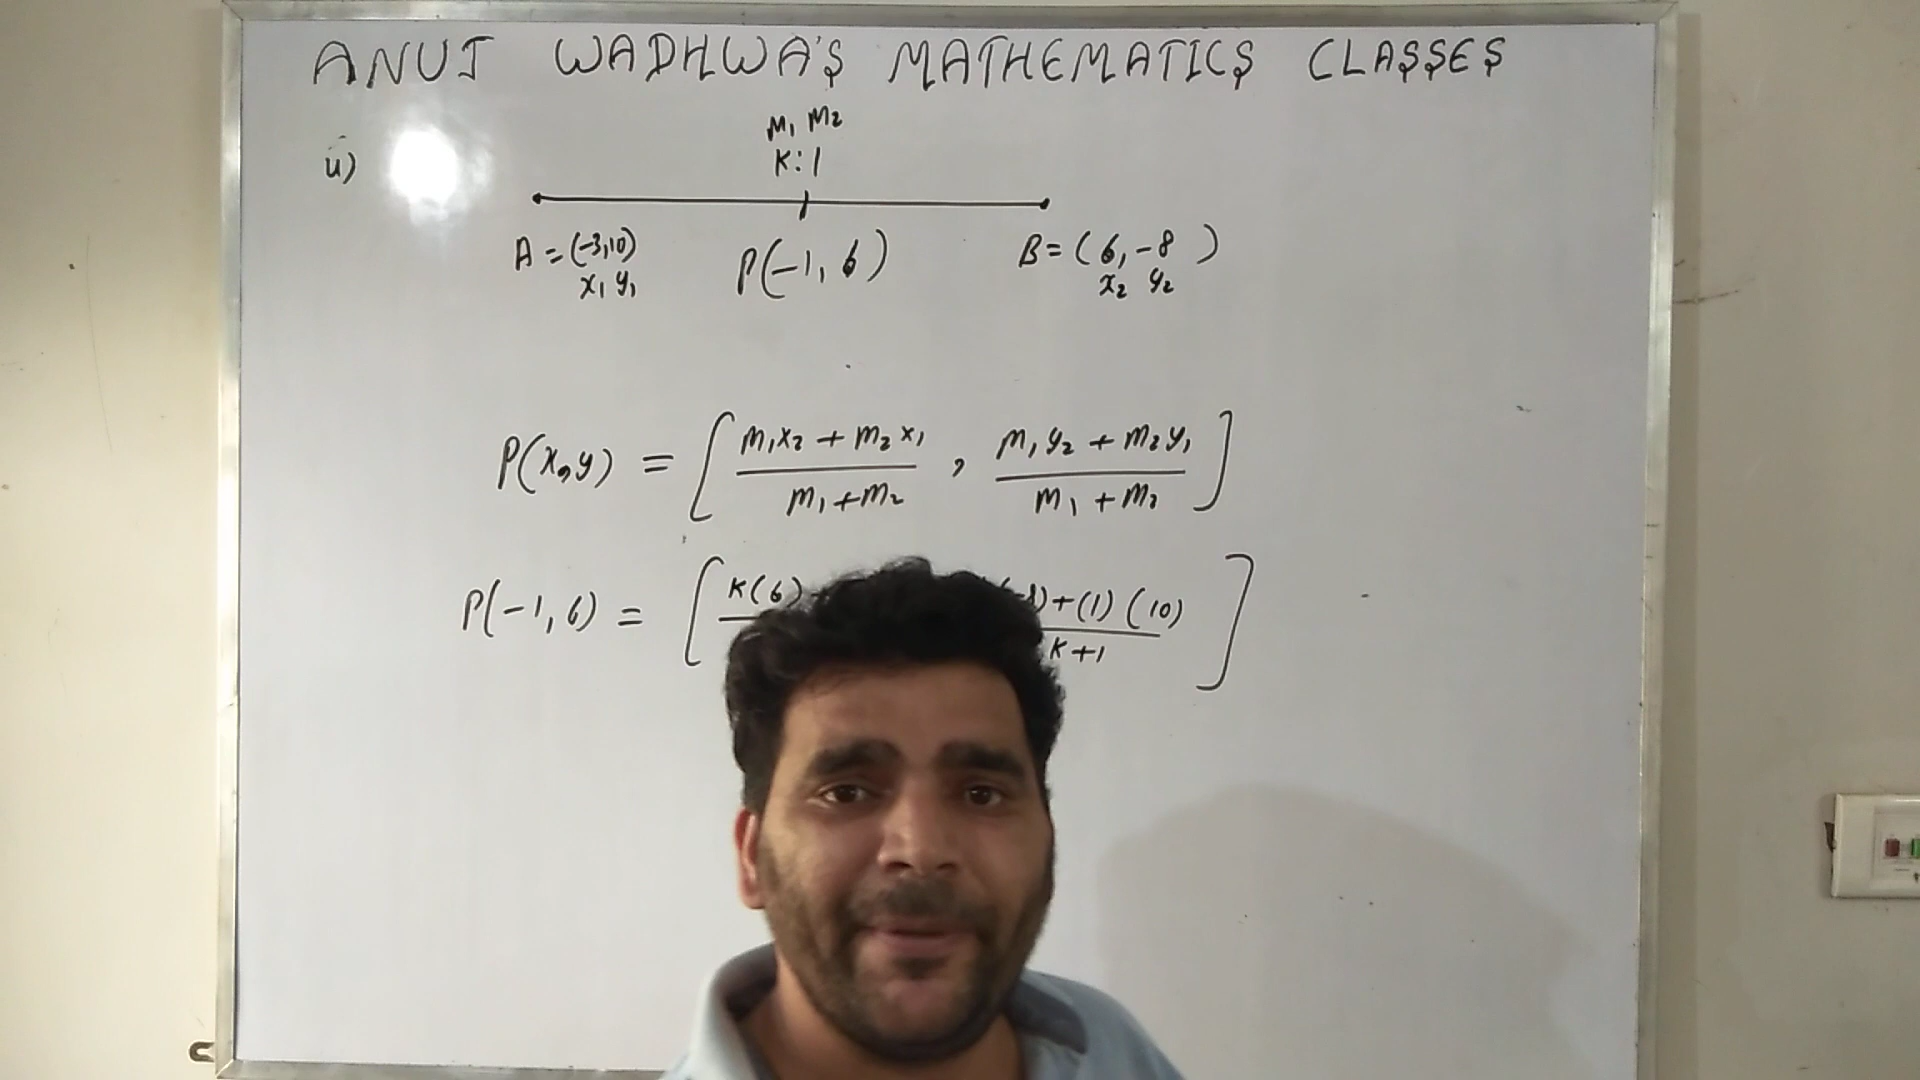 ANUJ WADHWA'S MATHEMATICS CLASSES
ii)
m₁ m₂
K:1
A = (-3,10) P(-1, 6) B = (6, -8)
x₁ y₁ x₂ y₂
P(x,y) = [ m₁x₂ + m₂x₁ / m₁+m₂ , m₁y₂ + m₂y₁ / m₁+m₂ ]
P(-1, 6) = [ K(6) 8)+(1)(10) / K+1 ]